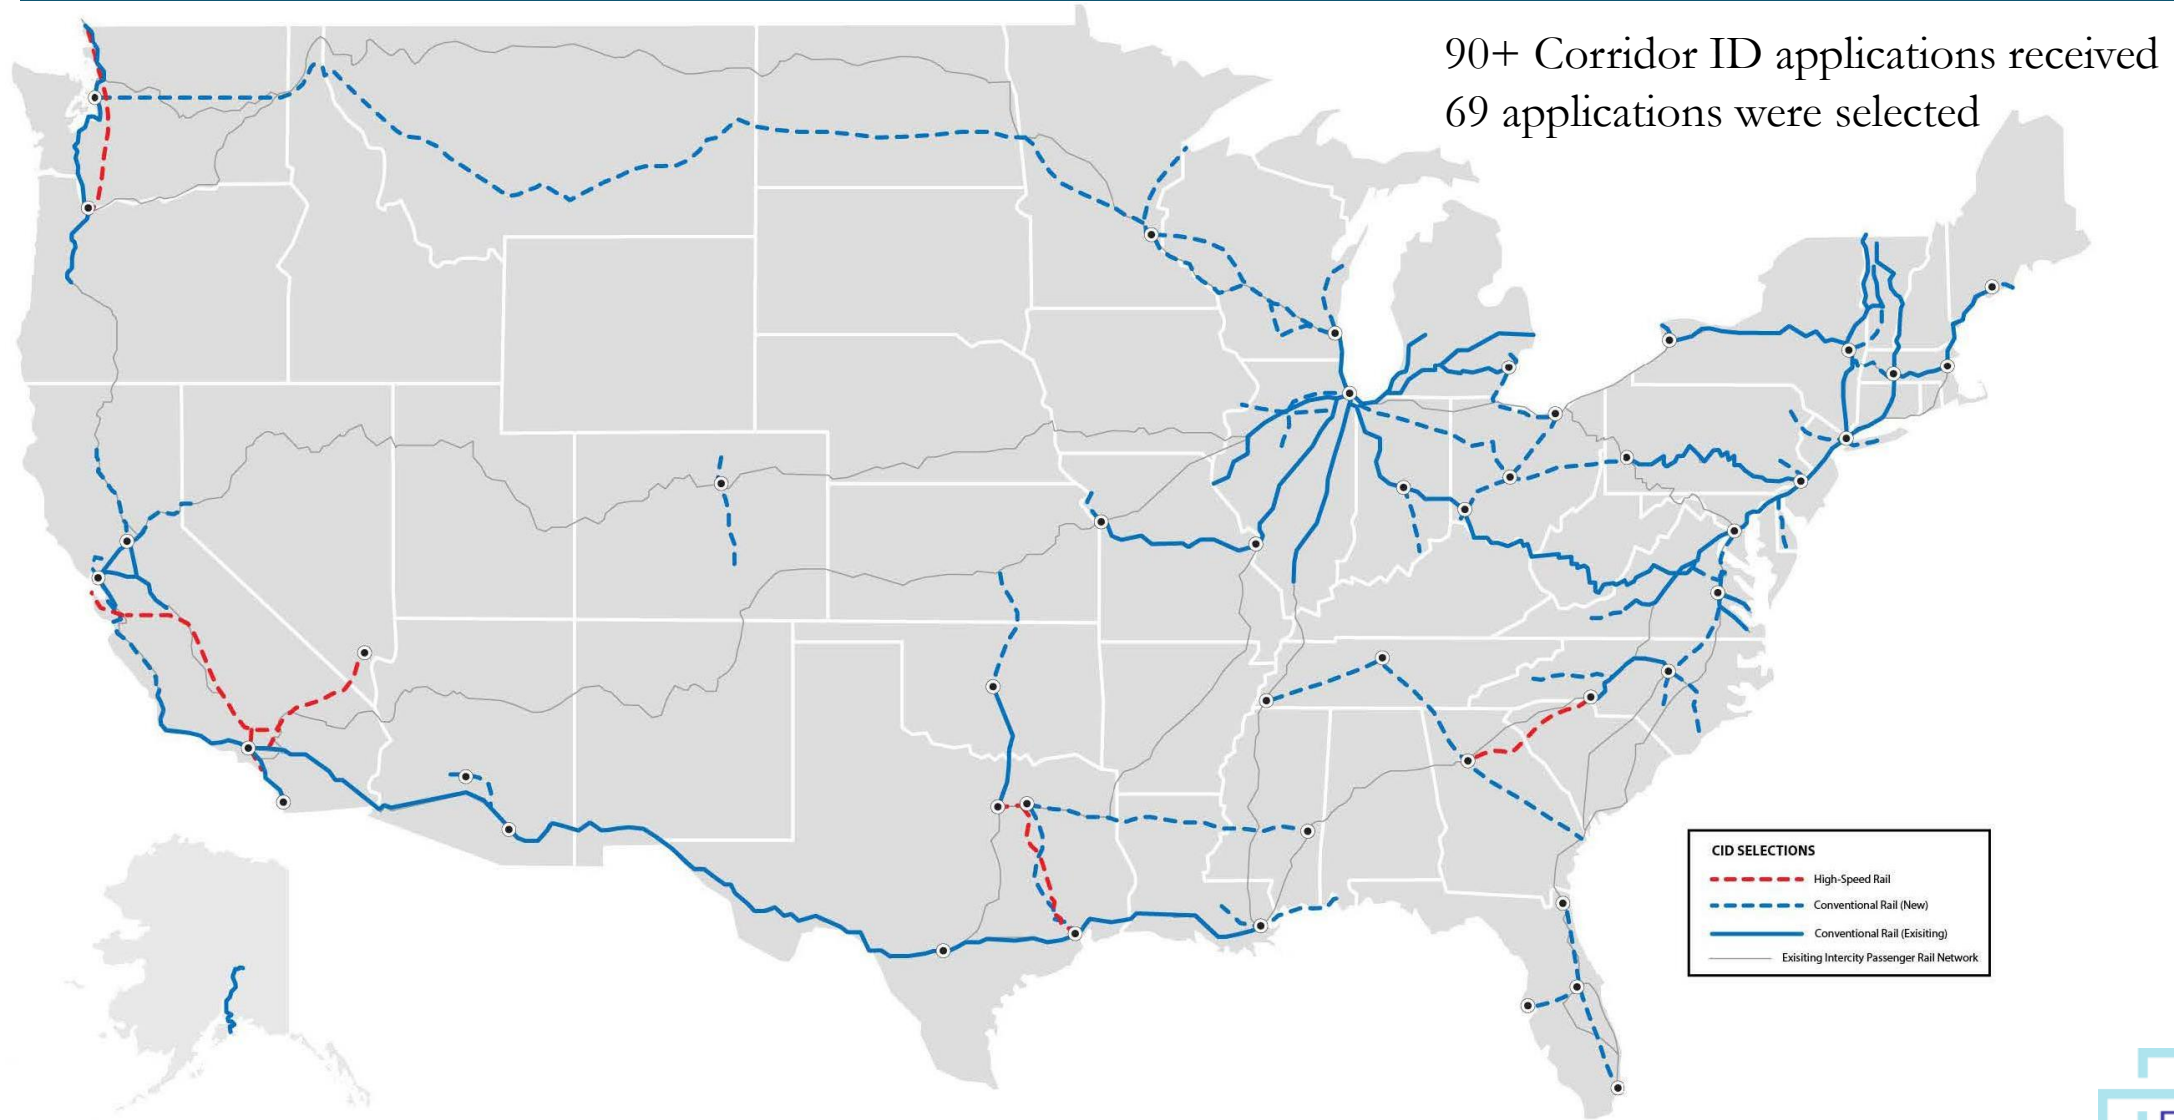 90+ Corridor ID applications received
69 applications were selected
CID SELECTIONS
High-Speed Rail
Conventional Rail (New)
Conventional Rail (Exisiting)
Exisiting Intercity Passenger Rail Network